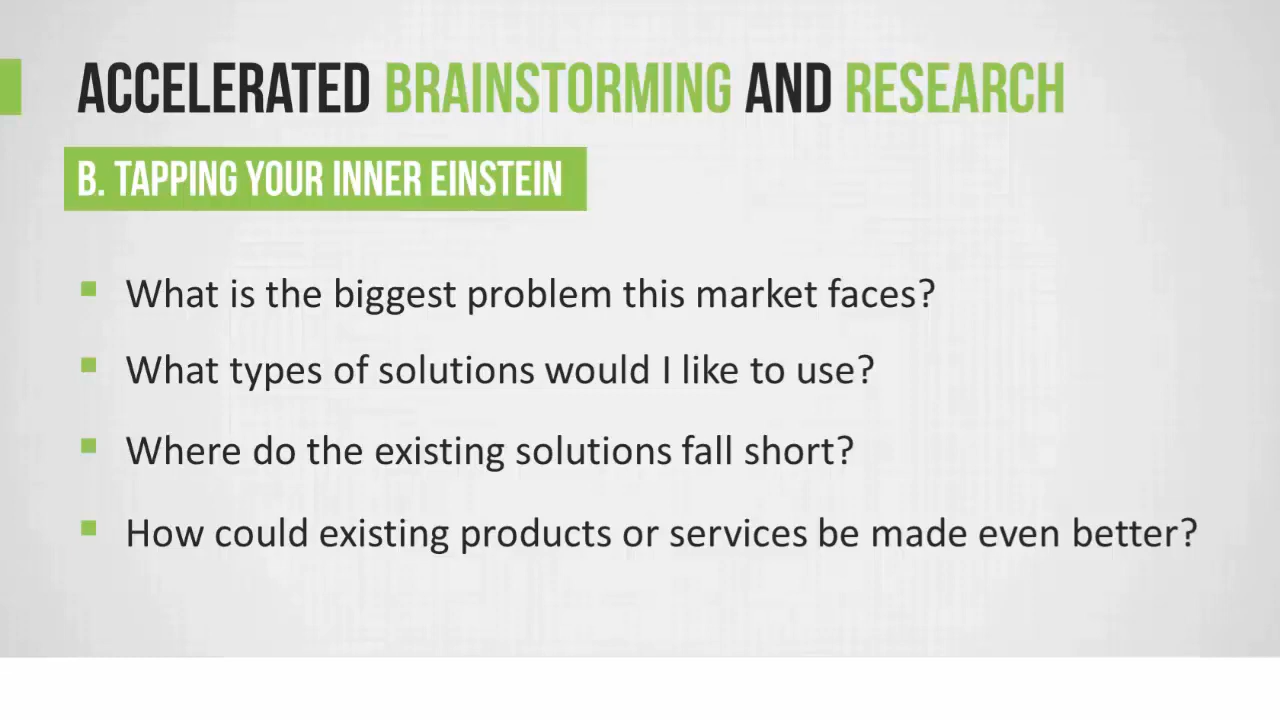 ACCELERATED BRAINSTORMING AND RESEARCH
B. TAPPING YOUR INNER EINSTEIN
What is the biggest problem this market faces?
What types of solutions would I like to use?
Where do the existing solutions fall short?
How could existing products or services be made even better?